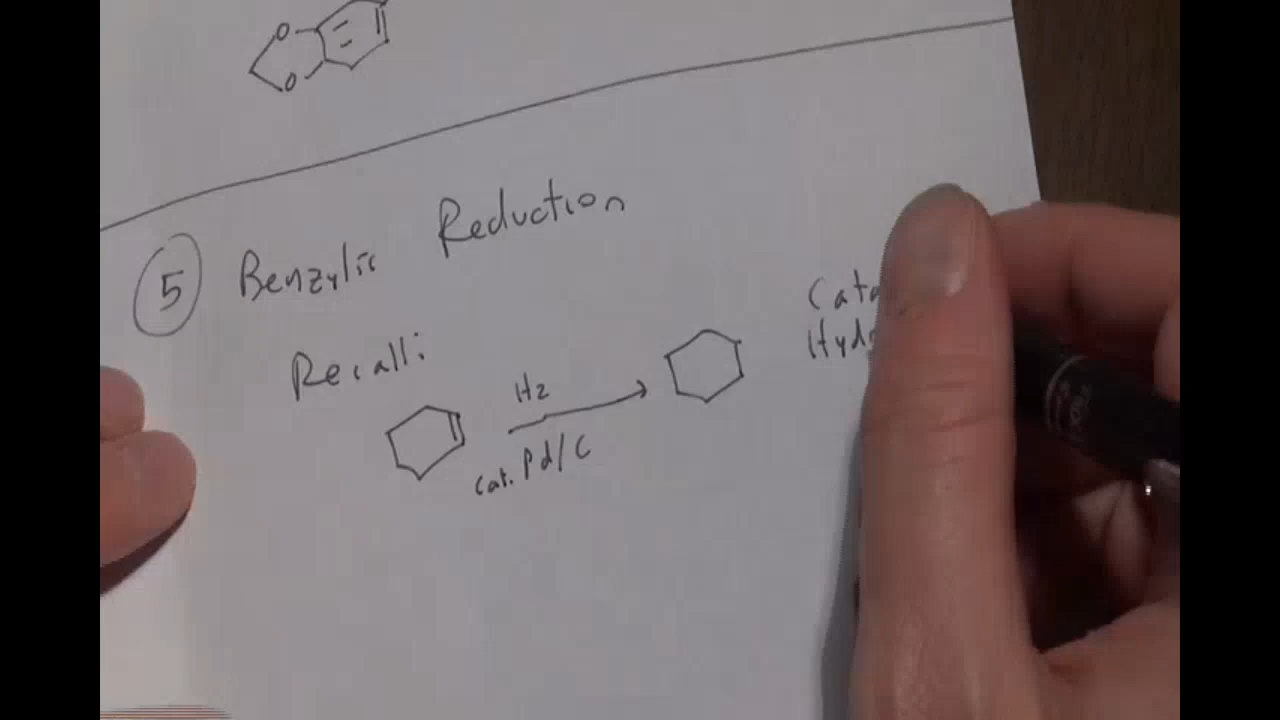 O
O
5 Benzylic Reduction
Recall:
H2
cat. Pd/C